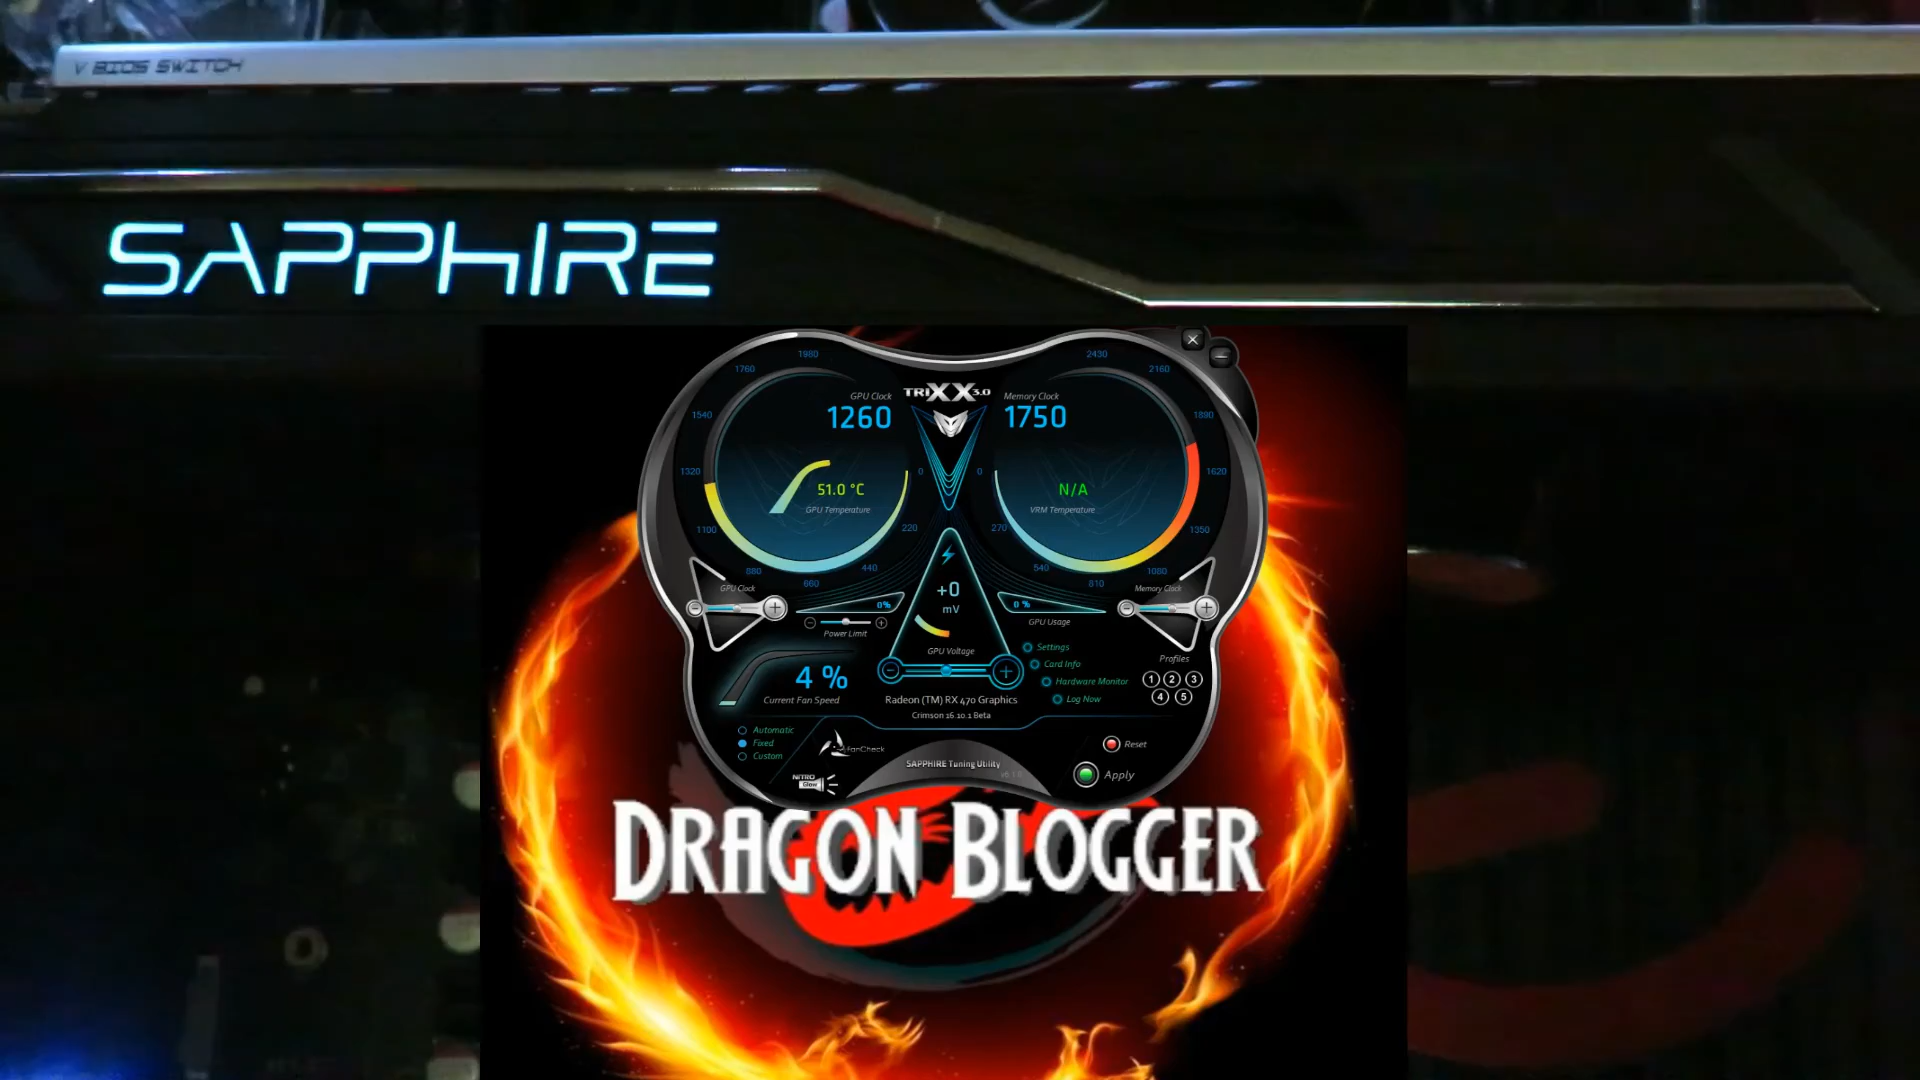 V BIOS SWITCH
SAPPHIRE
1980
2430
1760
2160
TRIXX 3.0
GPU Clock
Memory Clock
1260
1750
1540
1890
1320
0
0
1620
51.0 °C
N/A
GPU Temperature
VRM Temperature
1100
220
270
1350
880
440
540
1080
660
810
GPU Clock
+0
mV
Memory Clock
0%
0 %
Power Limit
GPU Usage
GPU Voltage
Settings
Card Info
Hardware Monitor
Log Now
Profiles
1 2 3
4 5
4 %
Current Fan Speed
Radeon (TM) RX 470 Graphics
Crimson 16.10.1 Beta
Automatic
Fixed
Custom
FanCheck
NITRO
Glow
SAPPHIRE Tuning Utility
Reset
Apply
DRAGON BLOGGER